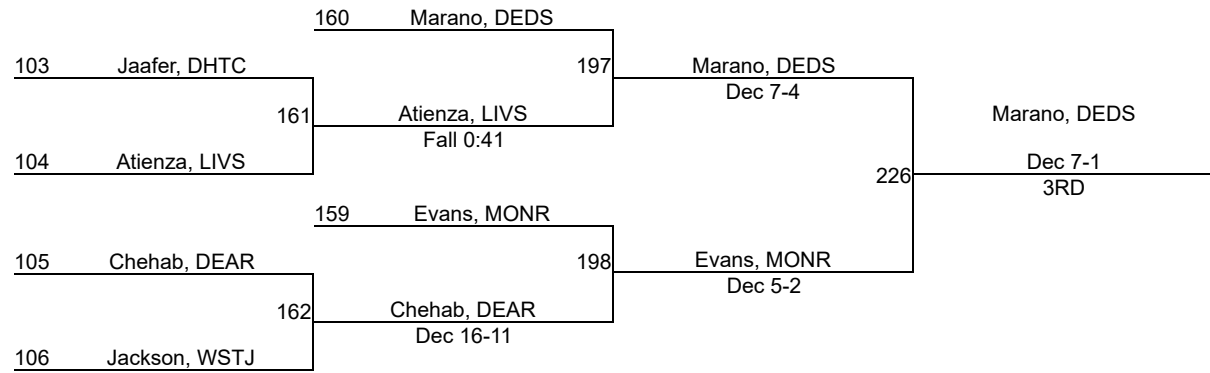 160 Marano, DEDS
103 Jaafer, DHTC
197 Marano, DEDS
Dec 7-4
161 Atienza, LIVS
Fall 0:41
Marano, DEDS
104 Atienza, LIVS
Dec 7-1
226
3RD
159 Evans, MONR
105 Chehab, DEAR
198 Evans, MONR
Dec 5-2
162 Chehab, DEAR
Dec 16-11
106 Jackson, WSTJ